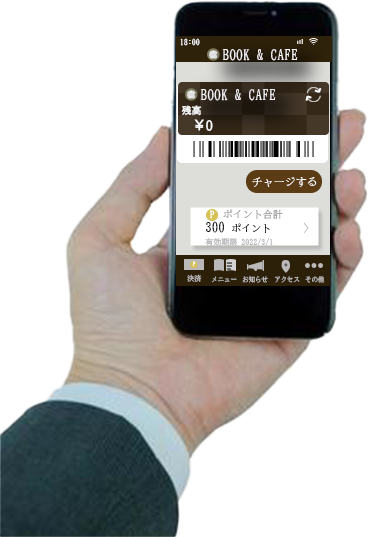 18:00
BOOK & CAFE
BOOK & CAFE
残高
¥0
チャージする
P ポイント合計
300 ポイント
有効期限 2022/3/1
決済 メニュー お知らせ アクセス その他